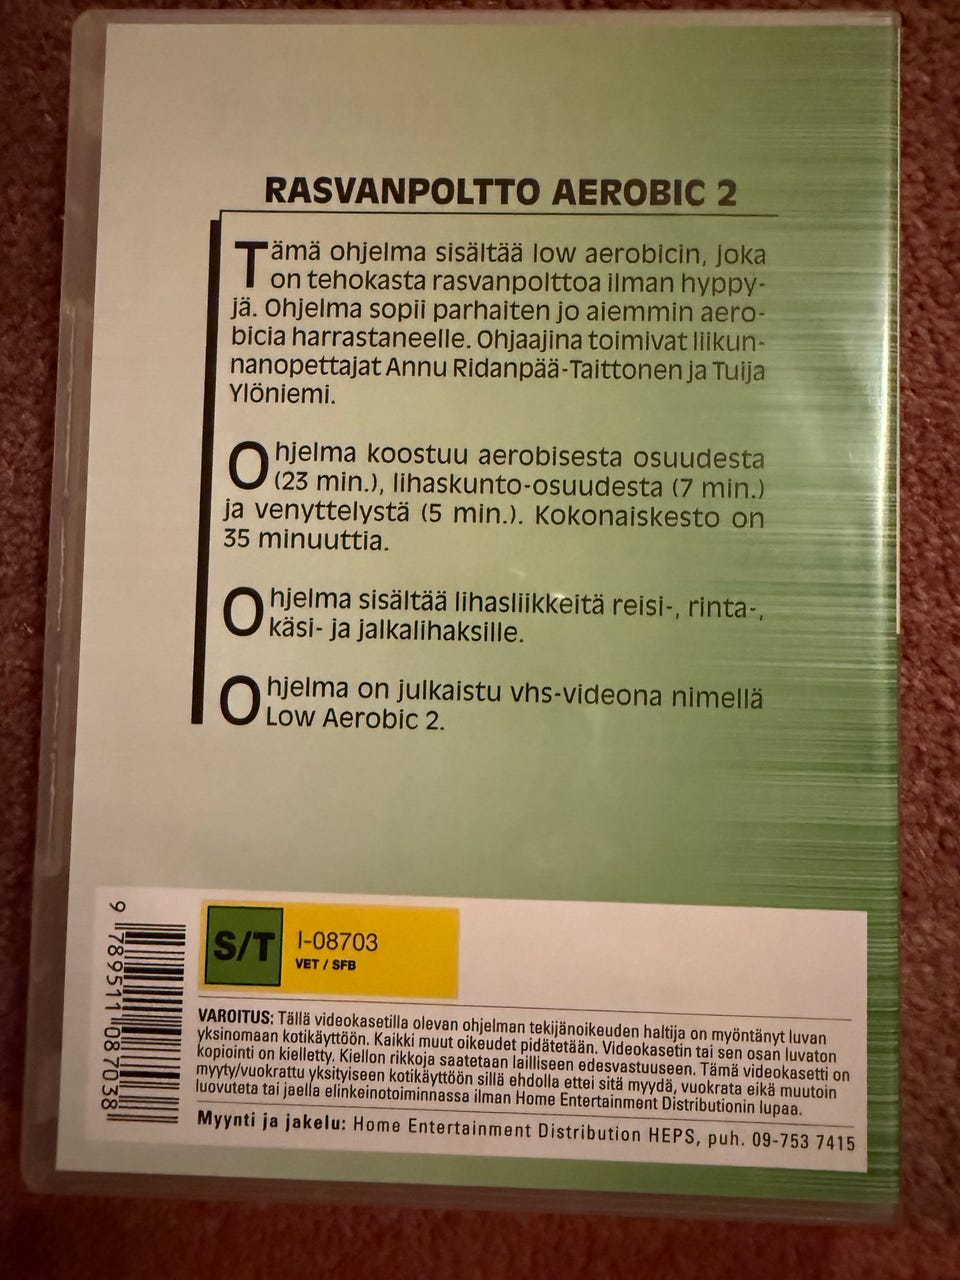 RASVANPOLTTO AEROBIC 2
Tämä ohjelma sisältää low aerobicin, joka
on tehokasta rasvanpolttoa ilman hyppy-
jä. Ohjelma sopii parhaiten jo aiemmin aero-
bicia harrastaneelle. Ohjaajina toimivat liikun-
nanopettajat Annu Ridanpää-Taittonen ja Tuija
Ylöniemi.
Ohjelma koostuu aerobisesta osuudesta
(23 min.), lihaskunto-osuudesta (7 min.)
ja venyttelystä (5 min.). Kokonaiskesto on
35 minuuttia.
Ohjelma sisältää lihasliikkeitä reisi-, rinta-,
käsi- ja jalkalihaksille.
Ohjelma on julkaistu vhs-videona nimellä
Low Aerobic 2.
9 789511 087038
S/T
I-08703
VET / SFB
VAROITUS: Tällä videokasetilla olevan ohjelman tekijänoikeuden haltija on myöntänyt luvan
yksinomaan kotikäyttöön. Kaikki muut oikeudet pidätetään. Videokasetin tai sen osan luvaton
kopiointi on kielletty. Kiellon rikkoja saatetaan lailliseen edesvastuuseen. Tämä videokasetti on
myyty/vuokrattu yksityiseen kotikäyttöön sillä ehdolla ettei sitä myydä, vuokrata eikä muutoin
luovuteta tai jaella elinkeinotoiminnassa ilman Home Entertainment Distributionin lupaa.
Myynti ja jakelu: Home Entertainment Distribution HEPS, puh. 09-753 7415